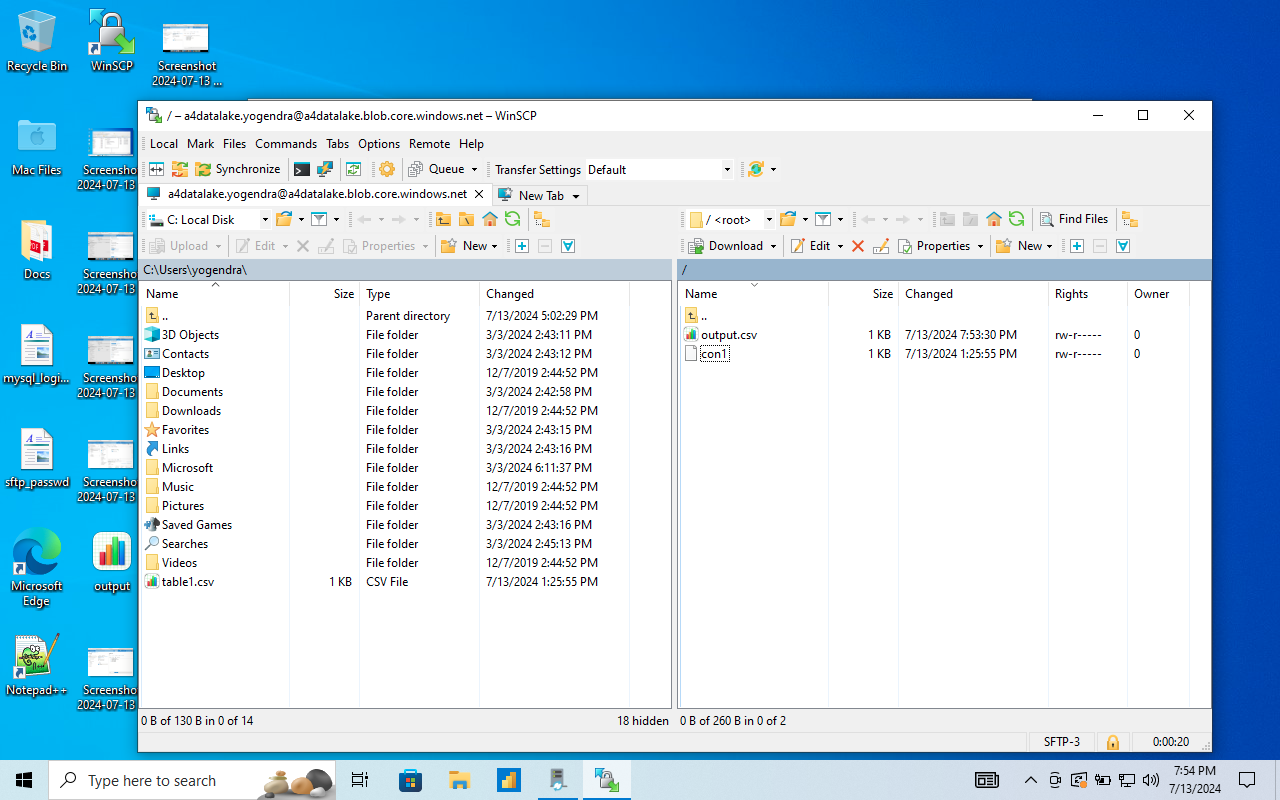 Recycle Bin
WinSCP
Screenshot
2024-07-13 ...
Mac Files
Screensho
2024-07-13
Docs
Screensho
2024-07-13
mysql_logi...
Screensho
2024-07-13
sftp_passwd
Screensho
2024-07-13
Microsoft
Edge
output
Notepad++
Screensho
2024-07-13
/ – a4datalake.yogendra@a4datalake.blob.core.windows.net – WinSCP
Local Mark Files Commands Tabs Options Remote Help
Synchronize Queue Transfer Settings Default
a4datalake.yogendra@a4datalake.blob.core.windows.net New Tab
C: Local Disk
Upload Edit Properties New
C:\Users\yogendra\
Name Size Type Changed
.. Parent directory 7/13/2024 5:02:29 PM
3D Objects File folder 3/3/2024 2:43:11 PM
Contacts File folder 3/3/2024 2:43:12 PM
Desktop File folder 12/7/2019 2:44:52 PM
Documents File folder 3/3/2024 2:42:58 PM
Downloads File folder 12/7/2019 2:44:52 PM
Favorites File folder 3/3/2024 2:43:15 PM
Links File folder 3/3/2024 2:43:16 PM
Microsoft File folder 3/3/2024 6:11:37 PM
Music File folder 12/7/2019 2:44:52 PM
Pictures File folder 12/7/2019 2:44:52 PM
Saved Games File folder 3/3/2024 2:43:16 PM
Searches File folder 3/3/2024 2:45:13 PM
Videos File folder 12/7/2019 2:44:52 PM
table1.csv 1 KB CSV File 7/13/2024 1:25:55 PM
0 B of 130 B in 0 of 14 18 hidden
/ <root> Find Files
Download Edit Properties New
/
Name Size Changed Rights Owner
..
output.csv 1 KB 7/13/2024 7:53:30 PM rw-r----- 0
con1 1 KB 7/13/2024 1:25:55 PM rw-r----- 0
0 B of 260 B in 0 of 2
SFTP-3 0:00:20
Type here to search
7:54 PM
7/13/2024